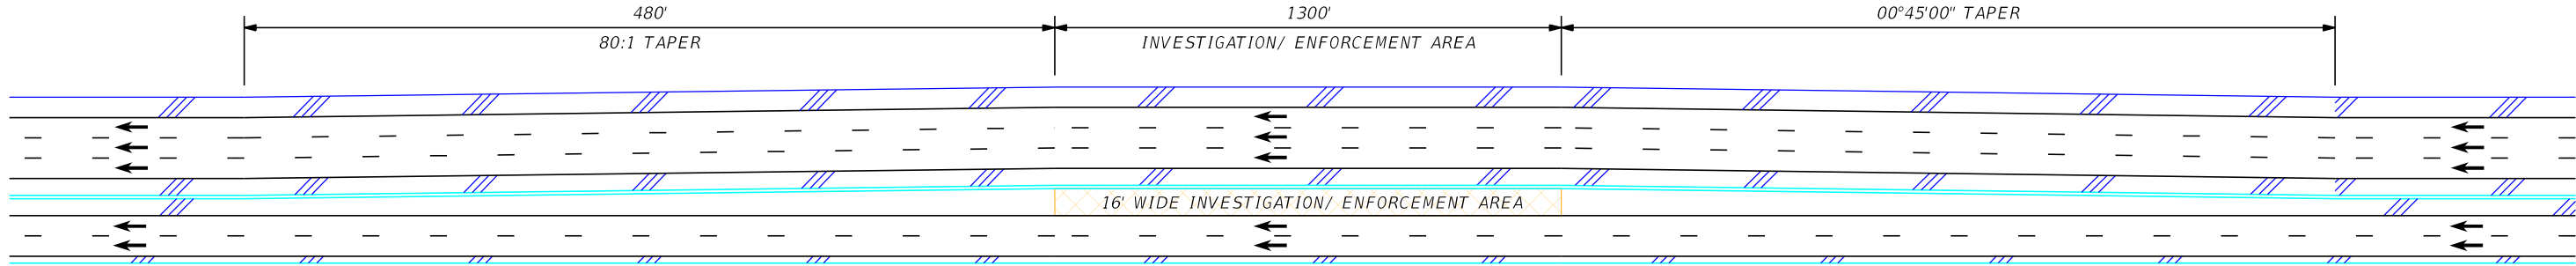 480' 1300' 00°45'00" TAPER
80:1 TAPER INVESTIGATION/ ENFORCEMENT AREA
16' WIDE INVESTIGATION/ ENFORCEMENT AREA